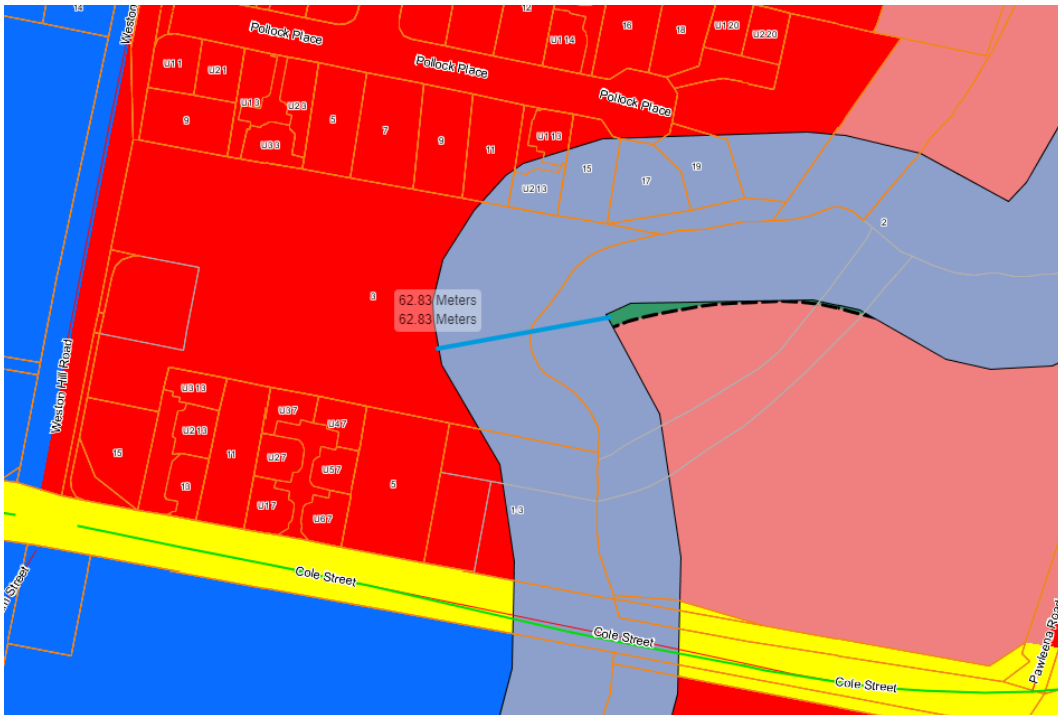 14
Weston
12
Pollock Place
16
18
U1 20
U2 20
U1 14
Pollock Place
U1 1
U2 1
U1 3
U2 3
Pollock Place
9
5
7
9
11
U1 13
U3 3
15
17
19
U2 13
2
3
62.83 Meters
62.83 Meters
Weston Hill Road
U3 13
U3 7
U4 7
U2 13
11
U2 7
U5 7
15
13
5
U1 7
U6 7
1-3
Cole Street
Street
Cole Street
Cole Street
Pawleena Road